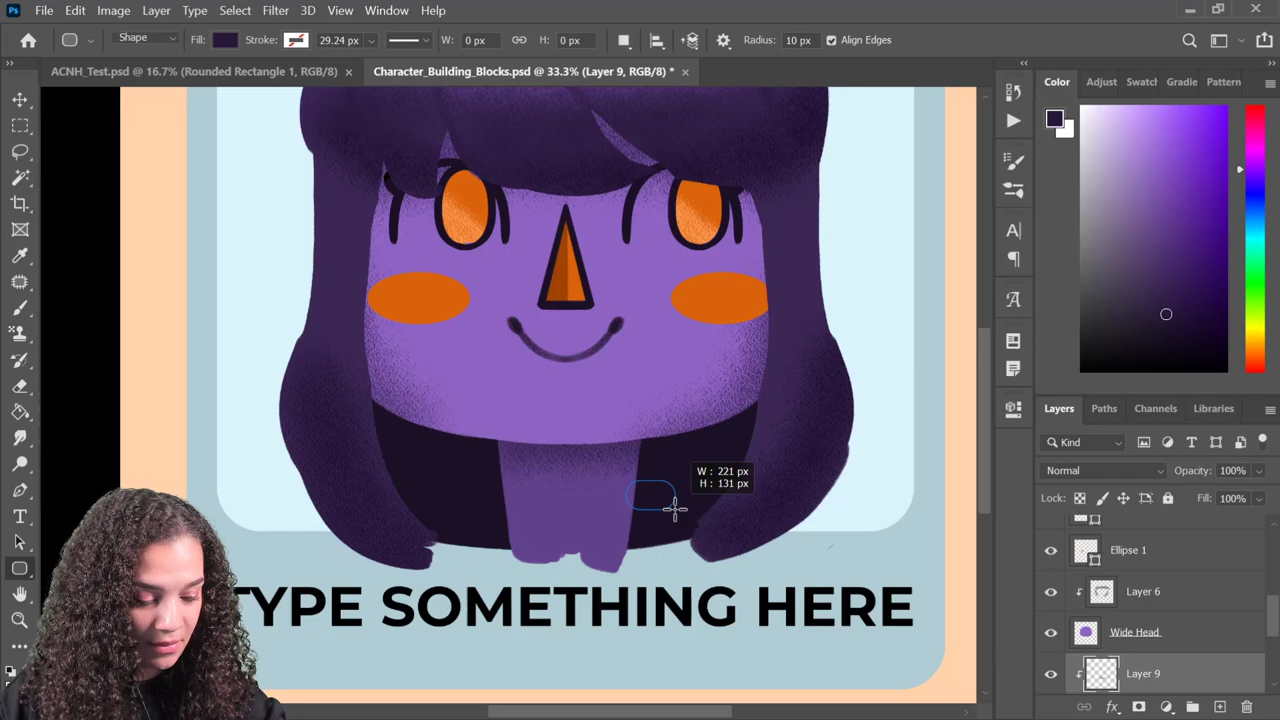 Ps File Edit Image Layer Type Select Filter 3D View Window Help
Shape Fill: Stroke: 29.24 px W: 0 px H: 0 px Radius: 10 px Align Edges
ACNH_Test.psd @ 16.7% (Rounded Rectangle 1, RGB/8) × Character_Building_Blocks.psd @ 33.3% (Layer 9, RGB/8) * ×
Color Adjust Swatch Gradie Pattern
W : 221 px
H : 131 px
TYPE SOMETHING HERE
Layers Paths Channels Libraries
Kind
Normal Opacity: 100%
Lock: Fill: 100%
Ellipse 1
Layer 6
Wide Head
Layer 9